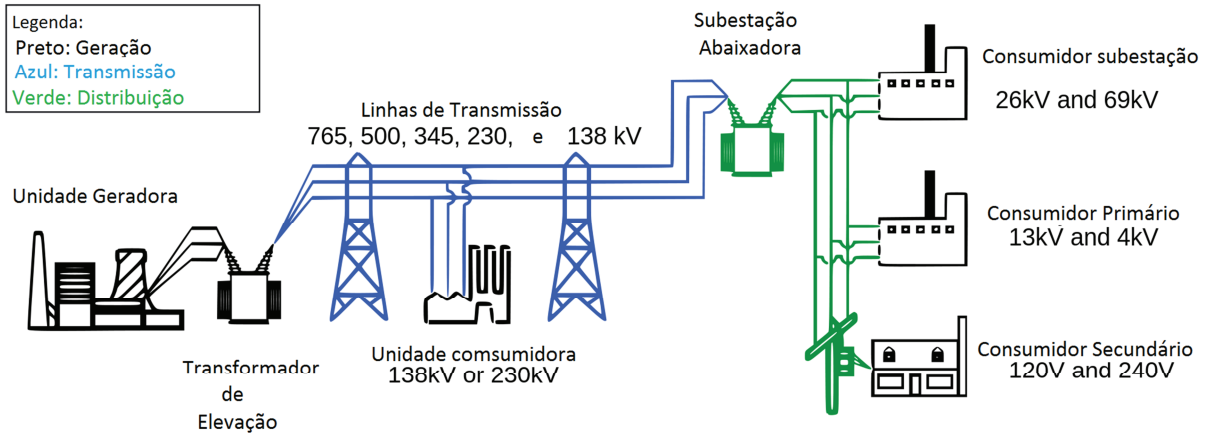 Legenda:
Preto: Geração
Azul: Transmissão
Verde: Distribuição
Subestação
Abaixadora
Consumidor subestação
26kV and 69kV
Linhas de Transmissão
765, 500, 345, 230, e 138 kV
Unidade Geradora
Consumidor Primário
13kV and 4kV
Transformador
de
Elevação
Unidade comsumidora
138kV or 230kV
Consumidor Secundário
120V and 240V